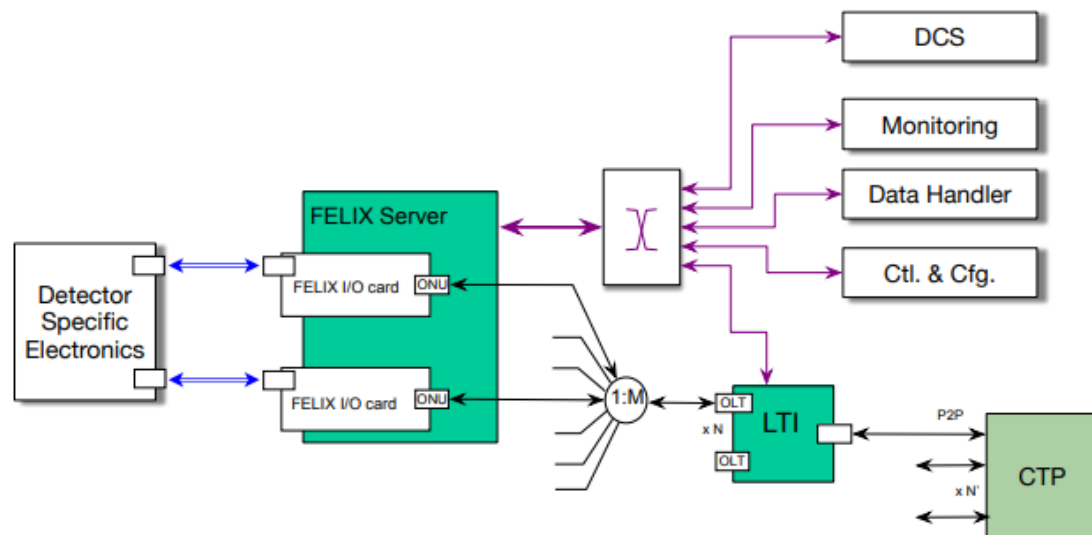 DCS
Monitoring
Data Handler
Ctl. & Cfg.
FELIX Server
FELIX I/O card
ONU
FELIX I/O card
ONU
Detector
Specific
Electronics
1:M
OLT
x N
OLT
LTI
P2P
x N'
CTP